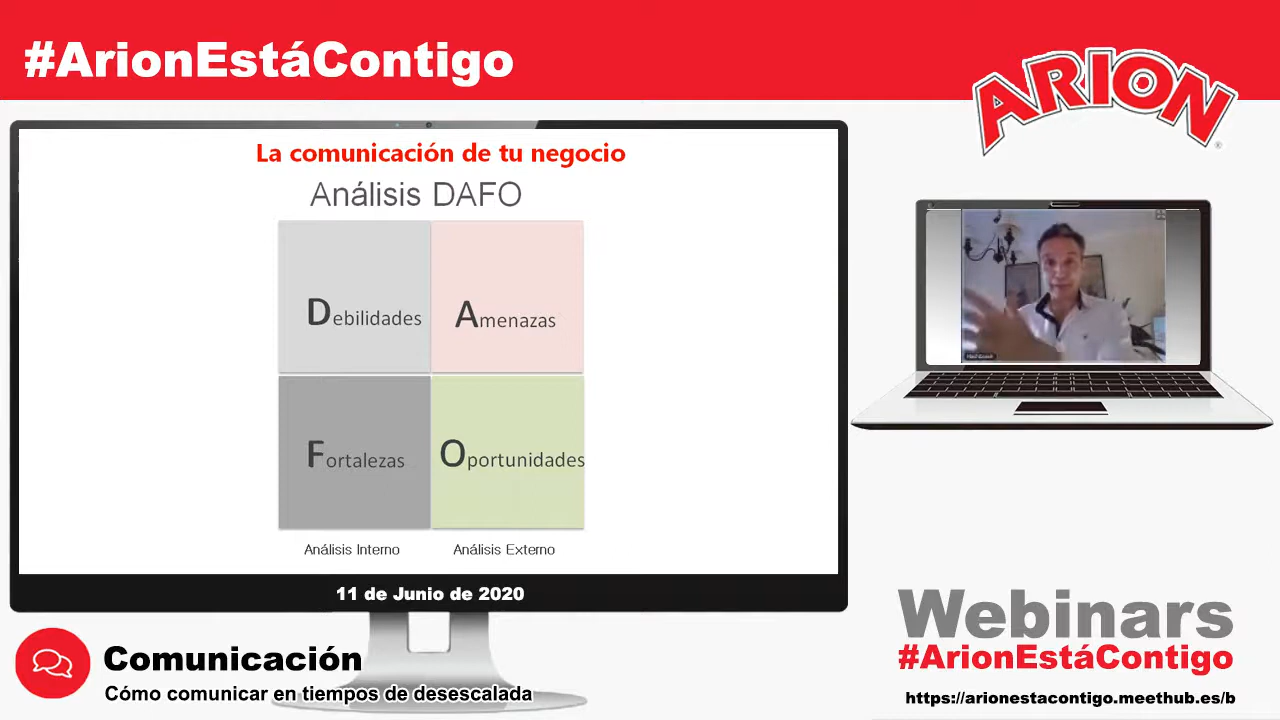 #ArionEstáContigo
ARION
®
La comunicación de tu negocio
Análisis DAFO
Debilidades
Amenazas
Fortalezas
Oportunidades
Análisis Interno
Análisis Externo
11 de Junio de 2020
Comunicación
Cómo comunicar en tiempos de desescalada
Webinars
#ArionEstáContigo
https://arionestacontigo.meethub.es/b